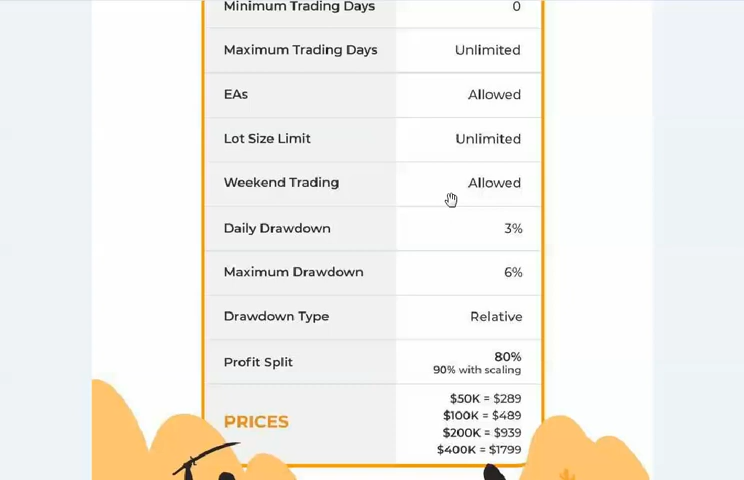 Minimum Trading Days 0
Maximum Trading Days Unlimited
EAs Allowed
Lot Size Limit Unlimited
Weekend Trading Allowed
Daily Drawdown 3%
Maximum Drawdown 6%
Drawdown Type Relative
Profit Split 80%
90% with scaling
PRICES
$50K = $289
$100K = $489
$200K = $939
$400K = $1799